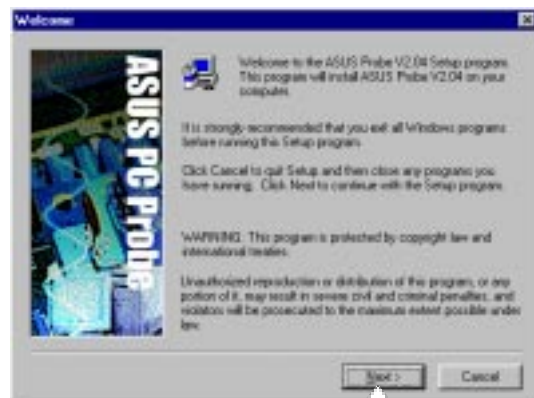 Welcome
ASUS PC Probe
Welcome to the ASUS Probe V2.04 Setup program.
This program will install ASUS Probe V2.04 on your
computer.
It is strongly recommended that you exit all Windows programs
before running this Setup program.
Click Cancel to quit Setup and then close any programs you
have running. Click Next to continue with the Setup program.
WARNING: This program is protected by copyright law and
international treaties.
Unauthorized reproduction or distribution of this program, or any
portion of it, may result in severe civil and criminal penalties, and
violators will be prosecuted to the maximum extent possible under
law.
Next >
Cancel